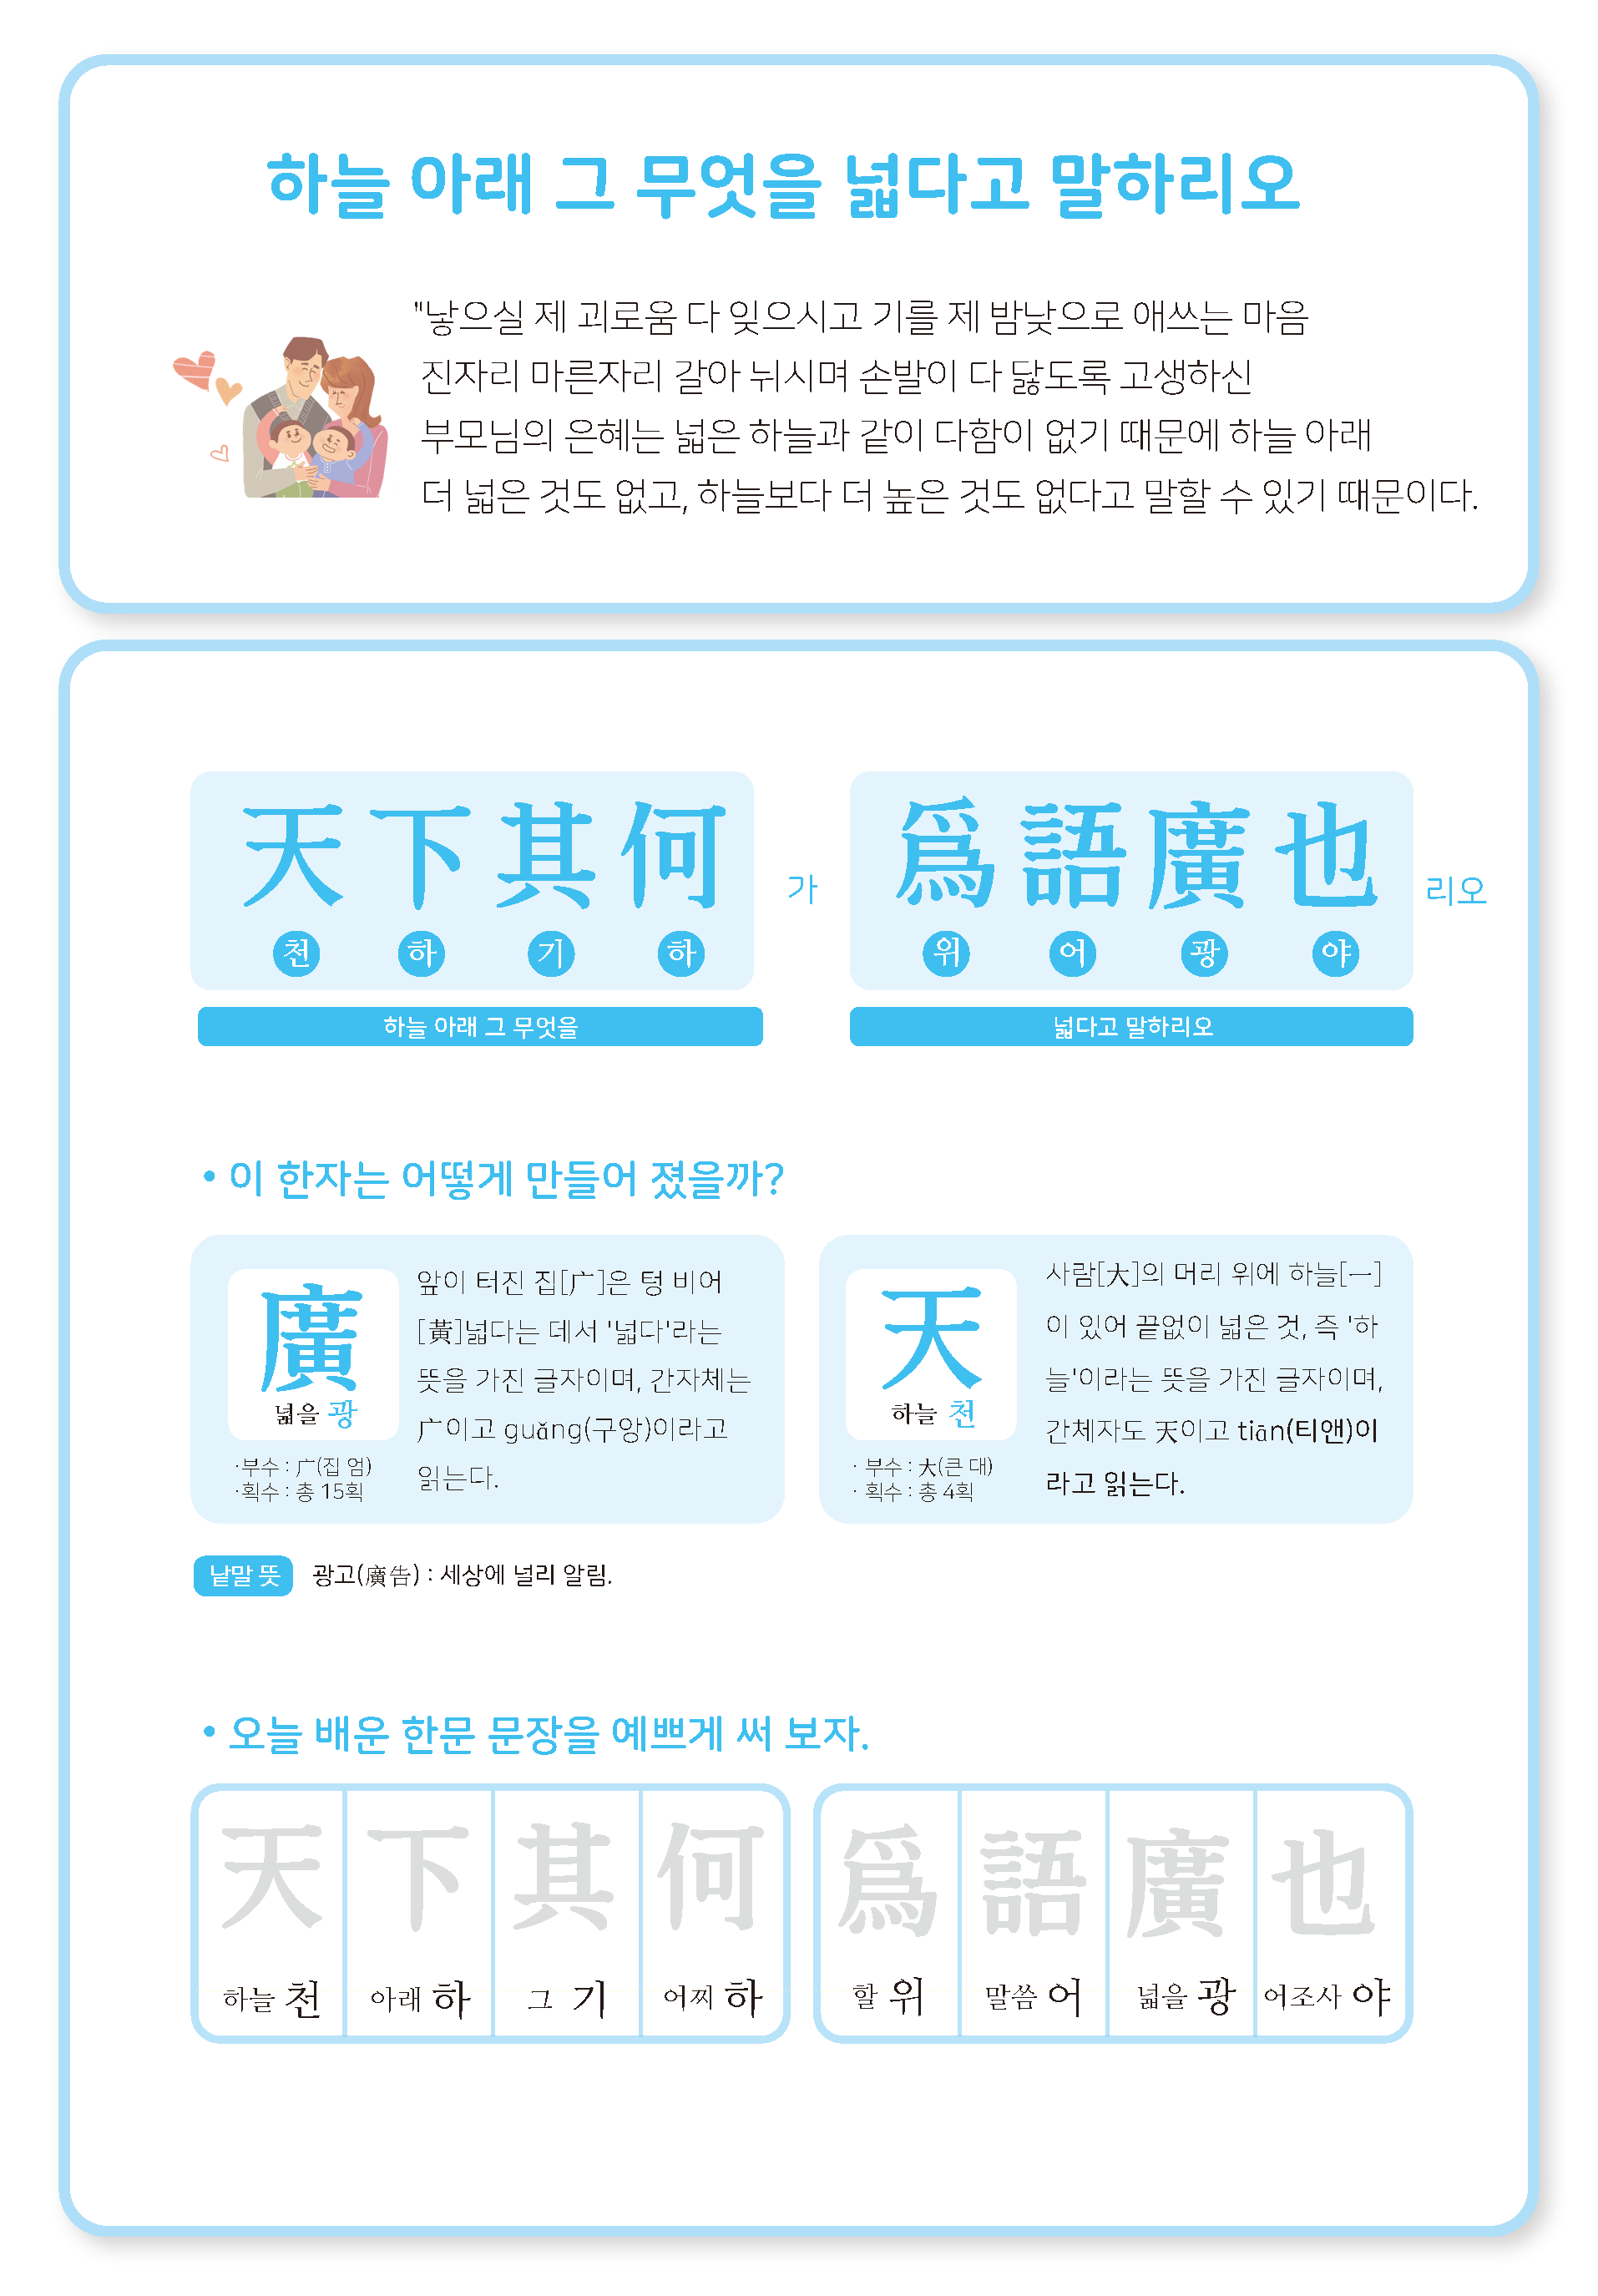 하늘 아래 그 무엇을 넓다고 말하리오
"낳으실 제 괴로움 다 잊으시고 기를 제 밤낮으로 애쓰는 마음
진자리 마른자리 갈아 뉘시며 손발이 다 닳도록 고생하신
부모님의 은혜는 넓은 하늘과 같이 다함이 없기 때문에 하늘 아래
더 넓은 것도 없고, 하늘보다 더 높은 것도 없다고 말할 수 있기 때문이다.
天 下 其 何 가 爲 語 廣 也 리오
천 하 기 하 위 어 광 야
하늘 아래 그 무엇을 넓다고 말하리오
• 이 한자는 어떻게 만들어 졌을까?
廣
넓을 광
·부수 : 广(집 엄)
·획수 : 총 15획
앞이 터진 집[广]은 텅 비어
[黃]넓다는 데서 '넓다'라는
뜻을 가진 글자이며, 간자체는
广이고 guǎng(구앙)이라고
읽는다.
天
하늘 천
· 부수 : 大(큰 대)
· 획수 : 총 4획
사람[大]의 머리 위에 하늘[一]
이 있어 끝없이 넓은 것, 즉 '하
늘'이라는 뜻을 가진 글자이며,
간체자도 天이고 tiān(티앤)이
라고 읽는다.
낱말 뜻 광고(廣告) : 세상에 널리 알림.
• 오늘 배운 한문 문장을 예쁘게 써 보자.
天 下 其 何 爲 語 廣 也
하늘 천 아래 하 그 기 어찌 하 할 위 말씀 어 넓을 광 어조사 야